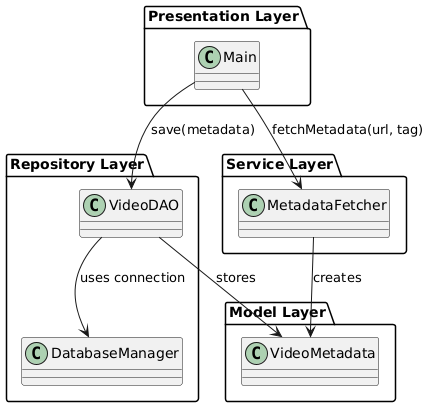 Presentation Layer
C Main
save(metadata)
fetchMetadata(url, tag)
Repository Layer
Service Layer
C VideoDAO
C MetadataFetcher
uses connection
stores
creates
Model Layer
C DatabaseManager
C VideoMetadata